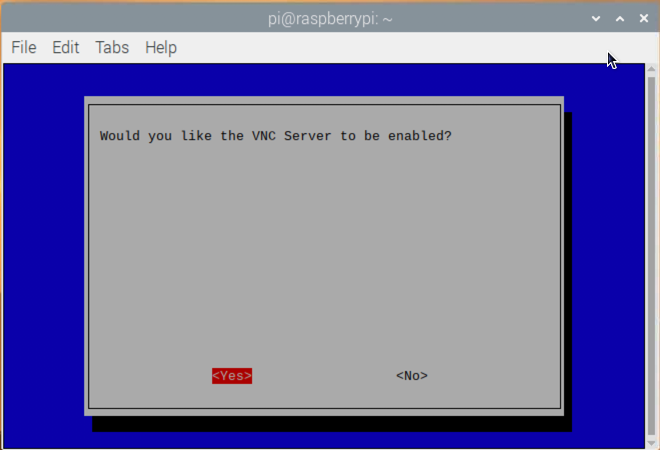 pi@raspberrypi: ~
File Edit Tabs Help
Would you like the VNC Server to be enabled?
<Yes> <No>